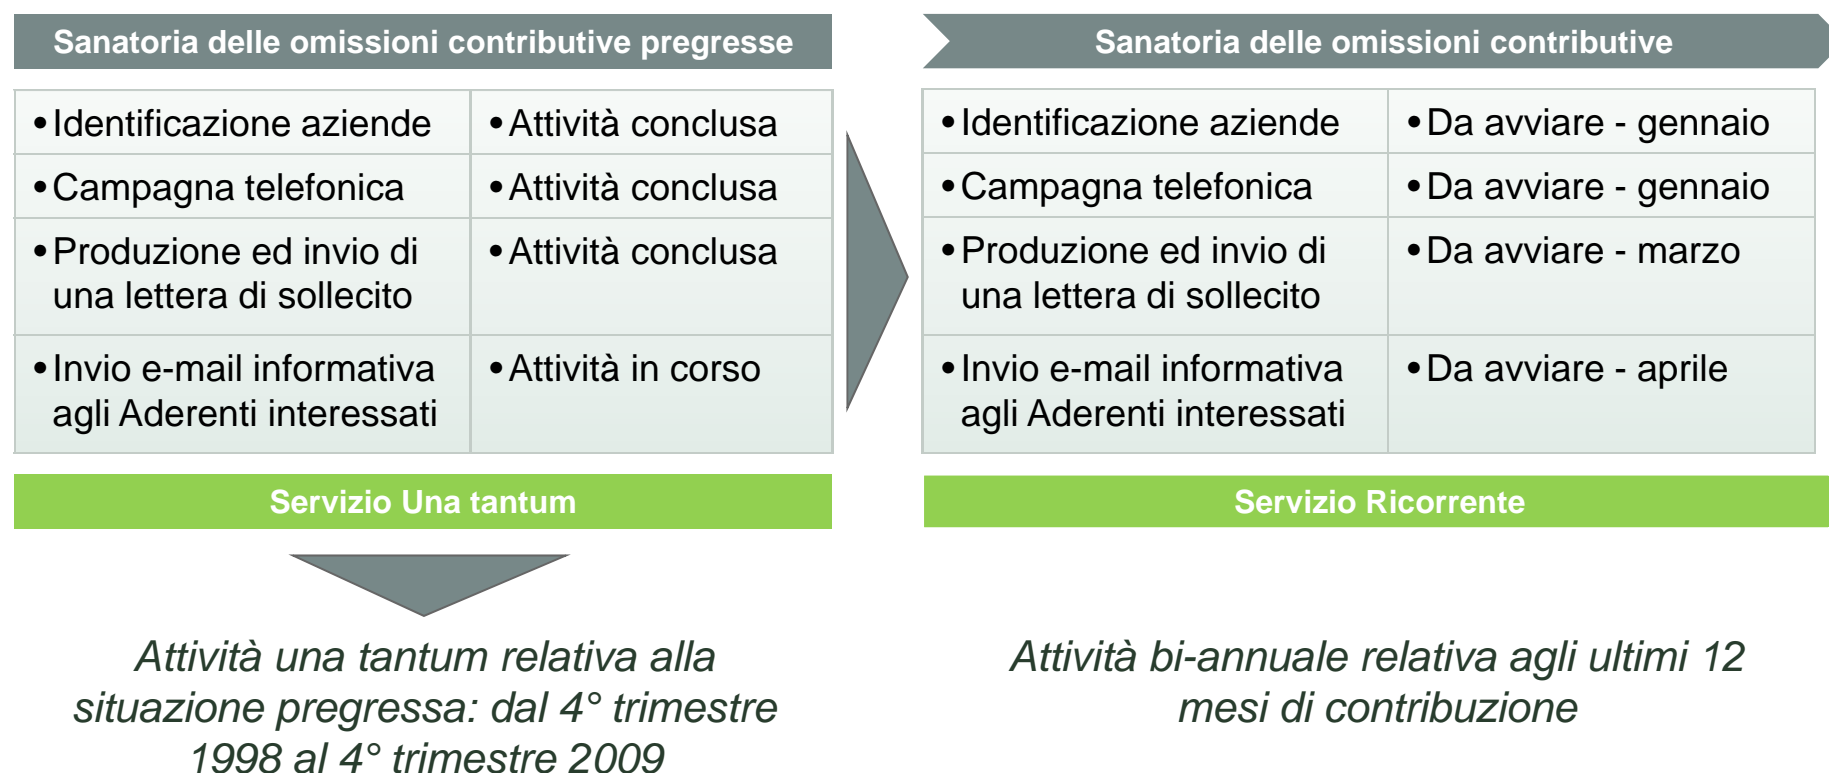 Sanatoria delle omissioni contributive pregresse
•Identificazione aziende
•Attività conclusa
•Campagna telefonica
•Attività conclusa
•Produzione ed invio di
una lettera di sollecito
•Attività conclusa
•Invio e-mail informativa
agli Aderenti interessati
•Attività in corso
Servizio Una tantum
Attività una tantum relativa alla
situazione pregressa: dal 4° trimestre
1998 al 4° trimestre 2009
Sanatoria delle omissioni contributive
•Identificazione aziende
•Da avviare - gennaio
•Campagna telefonica
•Da avviare - gennaio
•Produzione ed invio di
una lettera di sollecito
•Da avviare - marzo
•Invio e-mail informativa
agli Aderenti interessati
•Da avviare - aprile
Servizio Ricorrente
Attività bi-annuale relativa agli ultimi 12
mesi di contribuzione